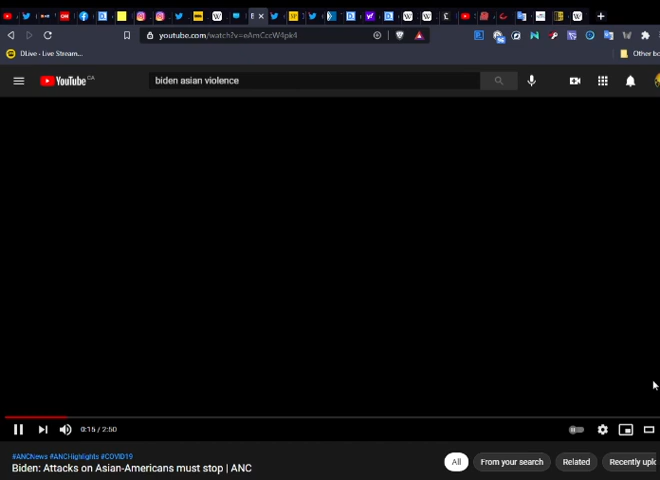 youtube.com/watch?v=eAmCccW4pk4
DLive - Live Stream...
Other bo
YouTube CA
biden asian violence
0:15 / 2:50
#ANCNews #ANCHighlights #COVID19
Biden: Attacks on Asian-Americans must stop | ANC
All
From your search
Related
Recently uplo